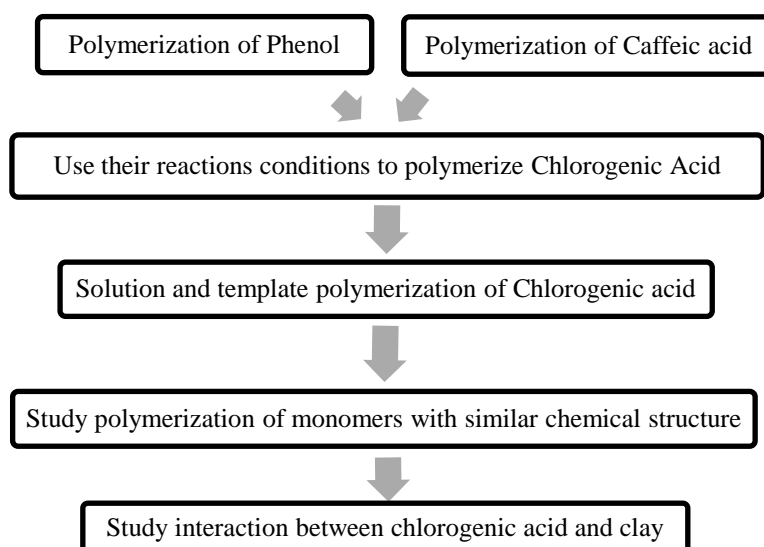 Polymerization of Phenol
Polymerization of Caffeic acid
Use their reactions conditions to polymerize Chlorogenic Acid
Solution and template polymerization of Chlorogenic acid
Study polymerization of monomers with similar chemical structure
Study interaction between chlorogenic acid and clay